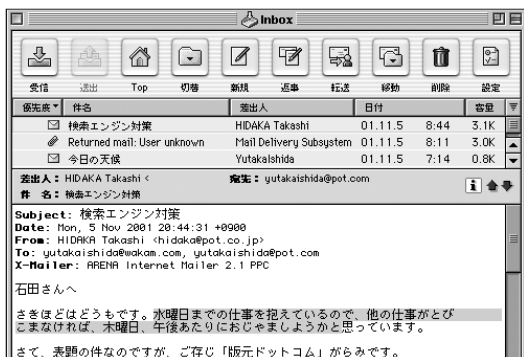 Inbox
受信 送出 Top 切替 新規 返事 転送 移動 削除 設定
優先度 件名 差出人 日付 容量
検索エンジン対策 HIDAKA Takashi 01.11.5 8:44 3.1K
Returned mail: User unknown Mail Delivery Subsystem 01.11.5 8:11 3.0K
今日の天候 YutakaIshida 01.11.5 7:14 0.8K
差出人: HIDAKA Takashi < 宛先: yutakaishida@pot.com
件 名: 検索エンジン対策
Subject: 検索エンジン対策
Date: Mon, 5 Nov 2001 20:44:31 +0900
From: HIDAKA Takashi <hidaka@pot.co.jp>
To: yutakaishida@wakam.com, yutakaishida@pot.com
X-Mailer: ARENA Internet Mailer 2.1 PPC
石田さんへ
さきほどはどうもです。水曜日までの仕事を抱えているので、他の仕事がとび
こまなければ、木曜日、午後あたりにおじゃましようかと思っています。
さて、表題の件なのですが、ご存じ「版元ドットコム」がらみです。